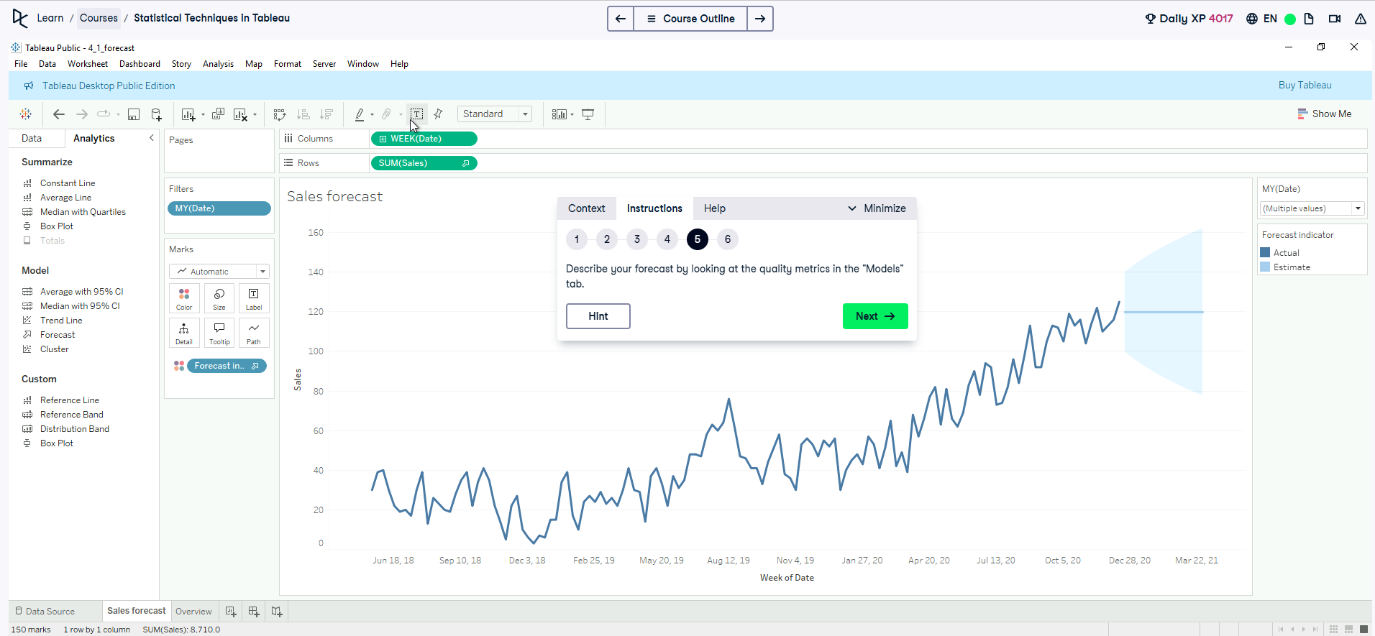 Learn / Courses / Statistical Techniques in Tableau
Course Outline
Daily XP 4017
EN
Tableau Public - 4_1_forecast
File Data Worksheet Dashboard Story Analysis Map Format Server Window Help
Tableau Desktop Public Edition
Buy Tableau
Standard
Show Me
Data
Analytics
Summarize
Constant Line
Average Line
Median with Quartiles
Box Plot
Totals
Model
Average with 95% CI
Median with 95% CI
Trend Line
Forecast
Cluster
Custom
Reference Line
Reference Band
Distribution Band
Box Plot
Pages
Filters
MY(Date)
Marks
Automatic
Color Size Label
Detail Tooltip Path
Forecast in..
Columns
WEEK(Date)
Rows
SUM(Sales)
Sales forecast
Context
Instructions
Help
Minimize
1 2 3 4 5 6
Describe your forecast by looking at the quality metrics in the "Models"
tab.
Hint
Next
160
140
120
100
80
60
40
20
0
Sales
Jun 18, 18 Sep 10, 18 Dec 3, 18 Feb 25, 19 May 20, 19 Aug 12, 19 Nov 4, 19 Jan 27, 20 Apr 20, 20 Jul 13, 20 Oct 5, 20 Dec 28, 20 Mar 22, 21
Week of Date
MY(Date)
(Multiple values)
Forecast indicator
Actual
Estimate
Data Source
Sales forecast
Overview
150 marks 1 row by 1 column SUM(Sales): 8,710.0